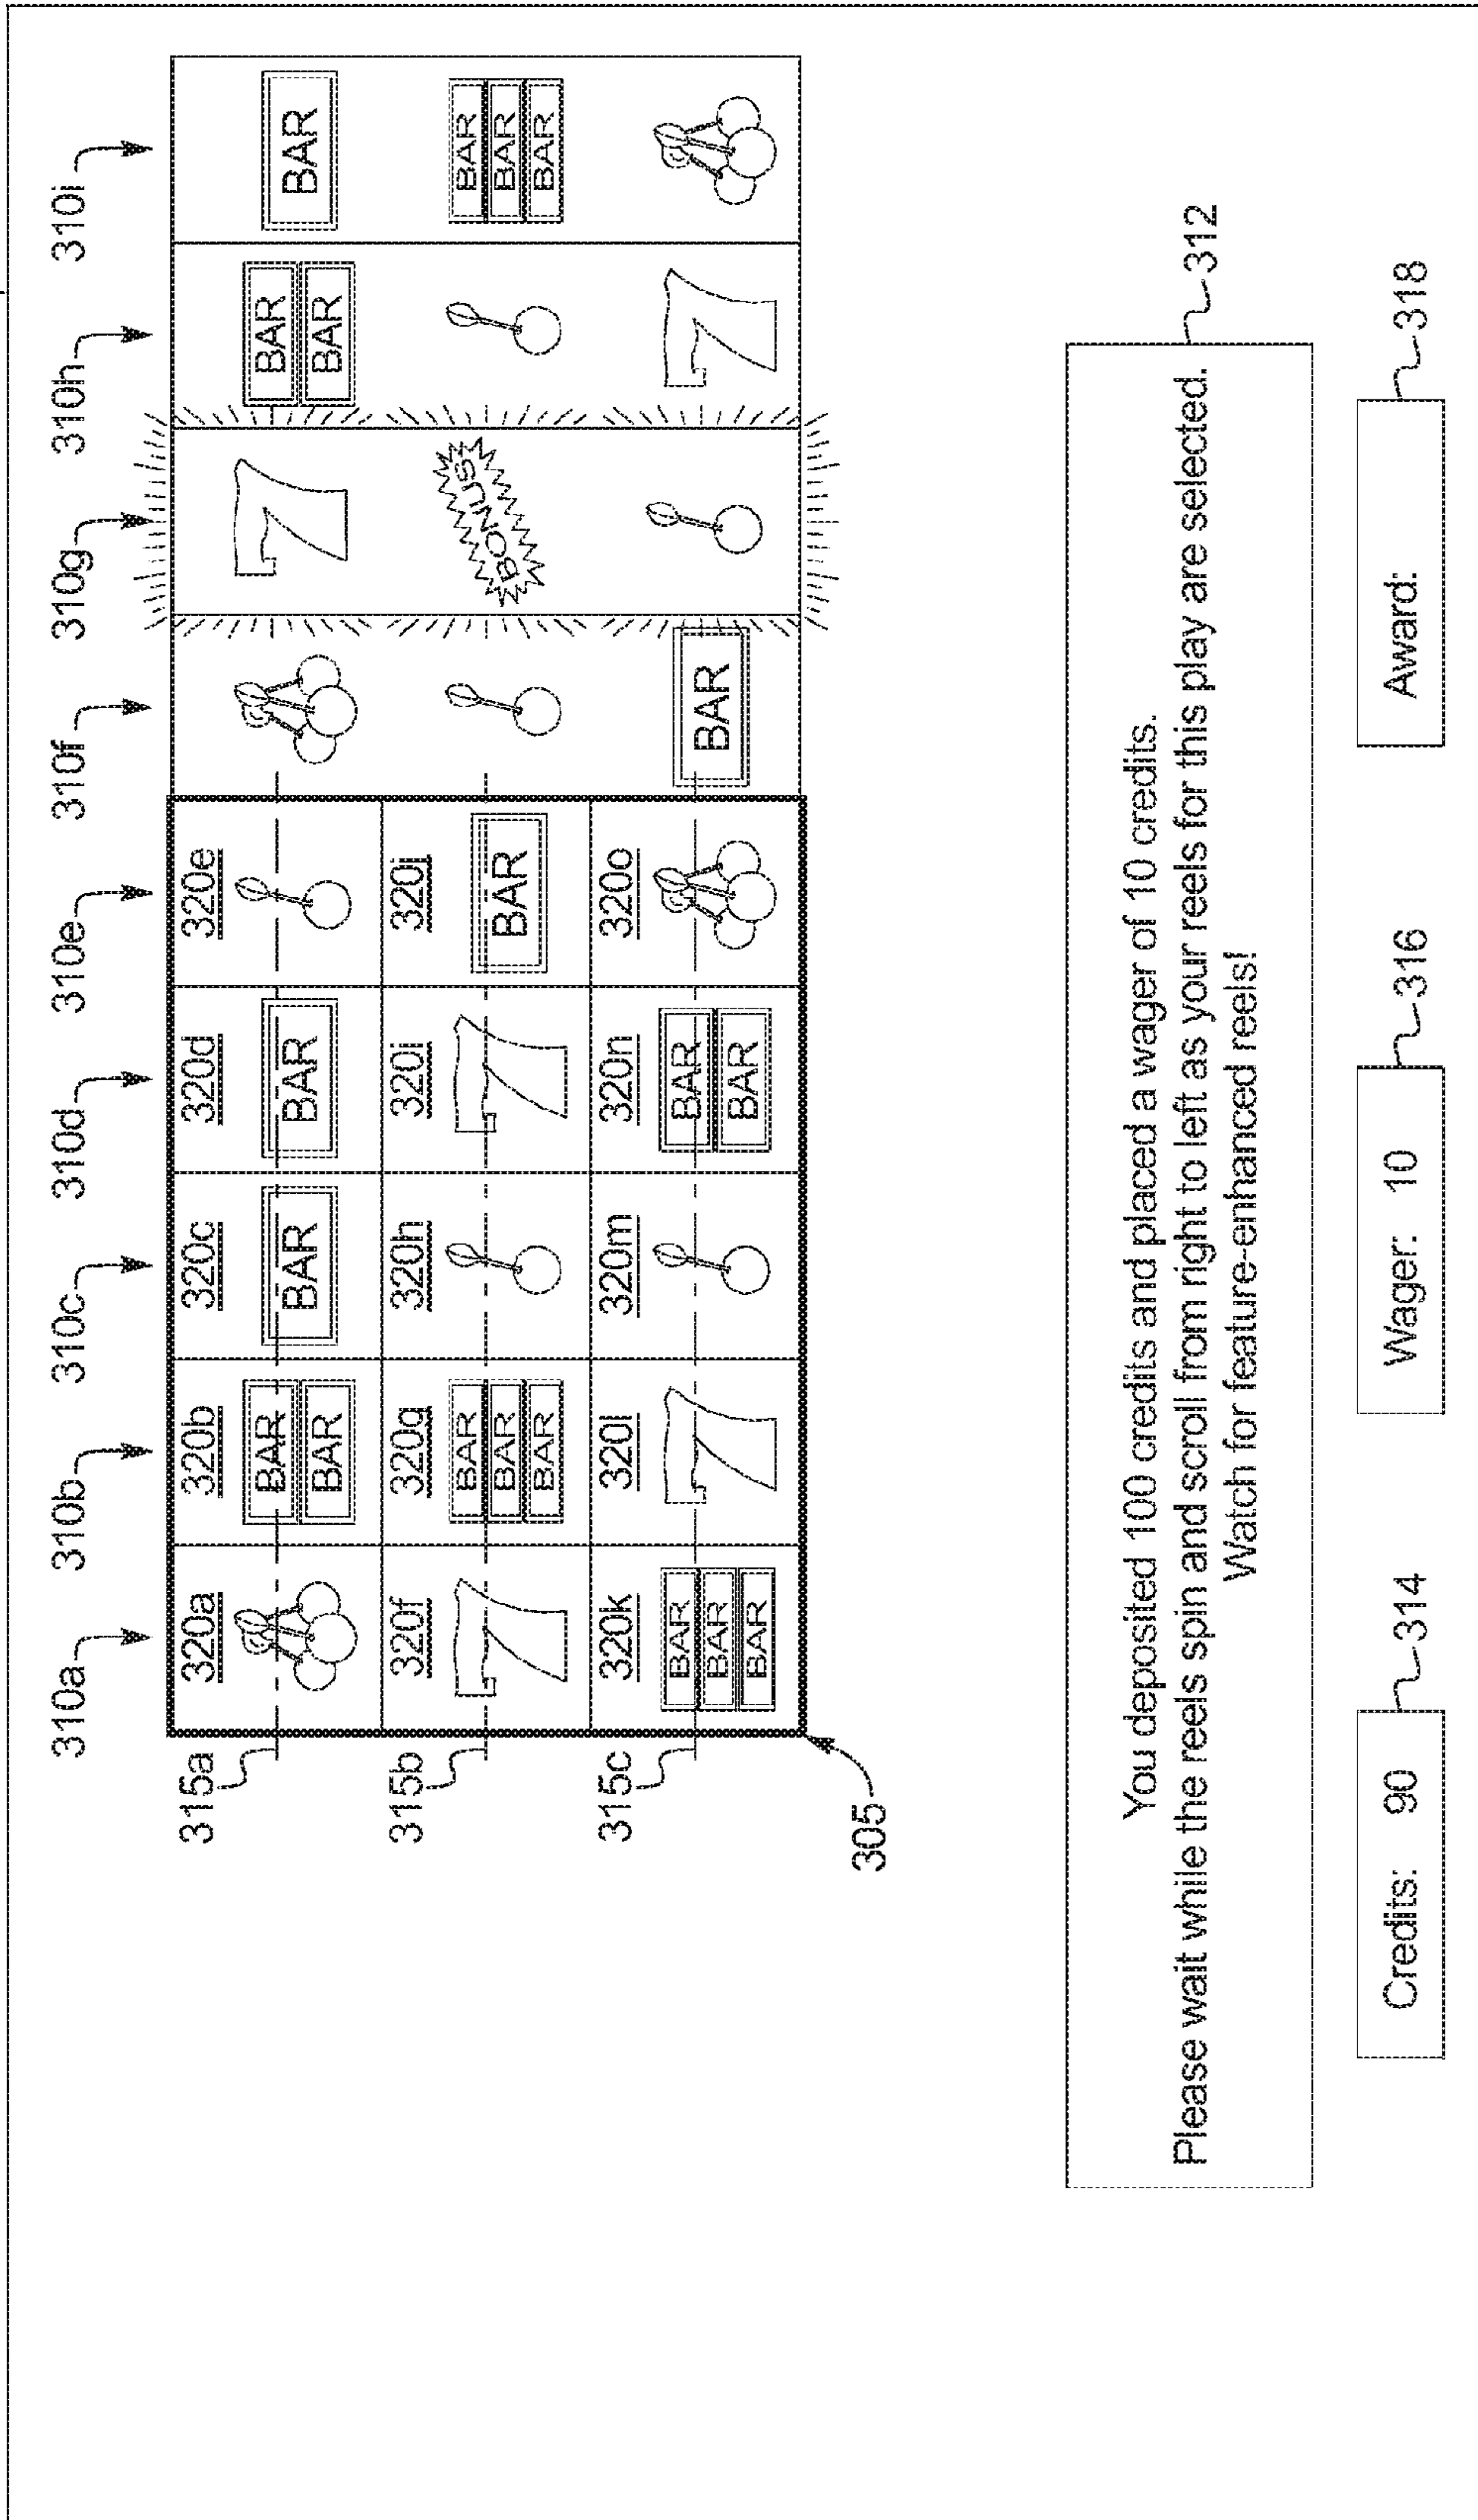 310a 310b 310c 310d 310e 310f 310g 310h 310i
315a
320a 320b 320c 320d 320e
BAR
BAR
BAR
BAR
BAR
BAR
BAR
315b
320f 320g 320h 320i 320j
BAR
BAR
BAR
BAR
BONUS
BAR
BAR
BAR
315c
320k 320l 320m 320n 320o
BAR
BAR
BAR
BAR
BAR
BAR
305
You deposited 100 credits and placed a wager of 10 credits.
Please wait while the reels spin and scroll from right to left as your reels for this play are selected.
Watch for feature-enhanced reels!
312
Credits: 90
314
Wager: 10
316
Award:
318